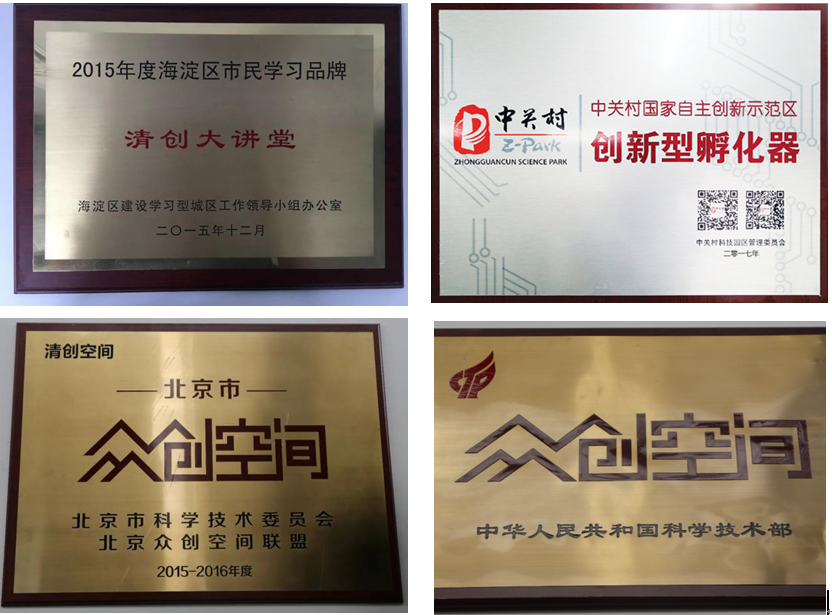 2015年度海淀区市民学习品牌
清创大讲堂
海淀区建设学习型城区工作领导小组办公室
二〇一五年十二月
中关村
Z-Park
ZHONGGUANCUN SCIENCE PARK
中关村国家自主创新示范区
创新型孵化器
中关村科技园区管理委员会
二零一七年
清创空间
北京市
众创空间
北京市科学技术委员会
北京众创空间联盟
2015-2016年度
众创空间
中华人民共和国科学技术部